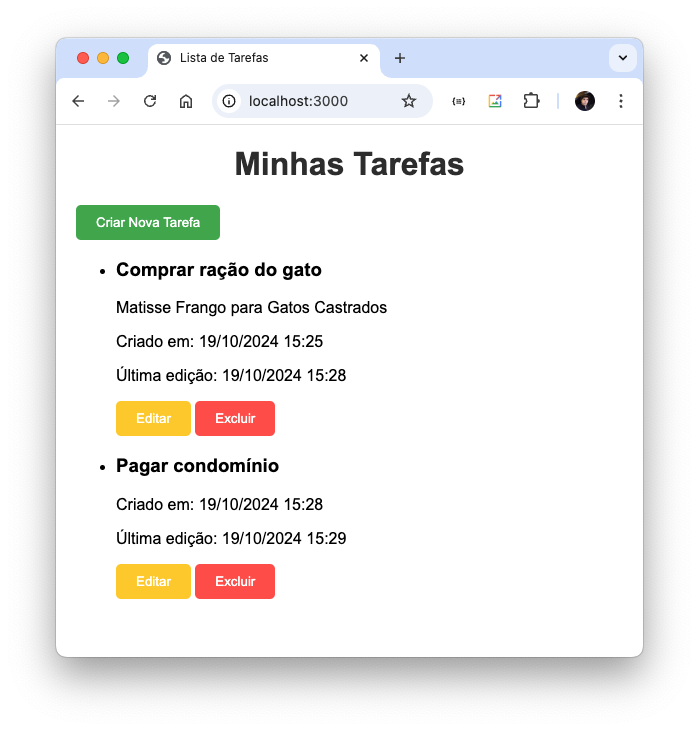 Lista de Tarefas
localhost:3000
Minhas Tarefas
Criar Nova Tarefa
Comprar ração do gato
Matisse Frango para Gatos Castrados
Criado em: 19/10/2024 15:25
Última edição: 19/10/2024 15:28
Editar Excluir
Pagar condomínio
Criado em: 19/10/2024 15:28
Última edição: 19/10/2024 15:29
Editar Excluir